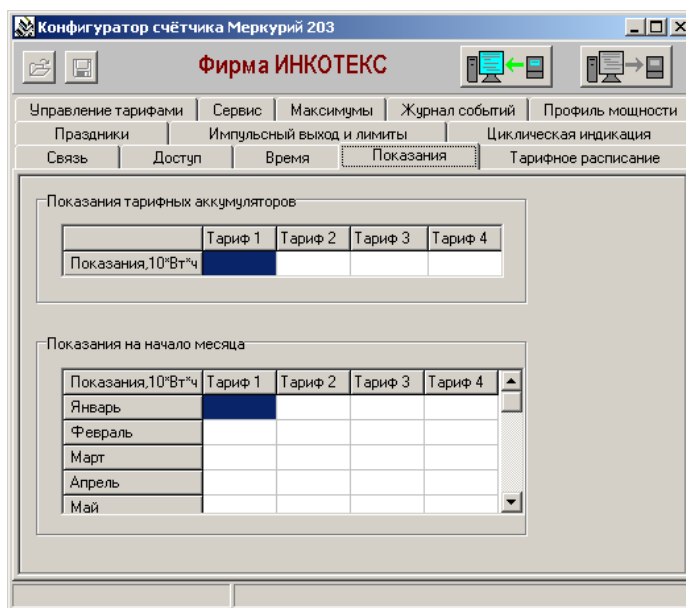 Конфигуратор счётчика Меркурий 203
Фирма ИНКОТЕКС
Управление тарифами Сервис Максимумы Журнал событий Профиль мощности
Праздники Импульсный выход и лимиты Циклическая индикация
Связь Доступ Время Показания Тарифное расписание
Показания тарифных аккумуляторов
Тариф 1 Тариф 2 Тариф 3 Тариф 4
Показания,10*Вт*ч
Показания на начало месяца
Показания,10*Вт*ч Тариф 1 Тариф 2 Тариф 3 Тариф 4
Январь
Февраль
Март
Апрель
Май